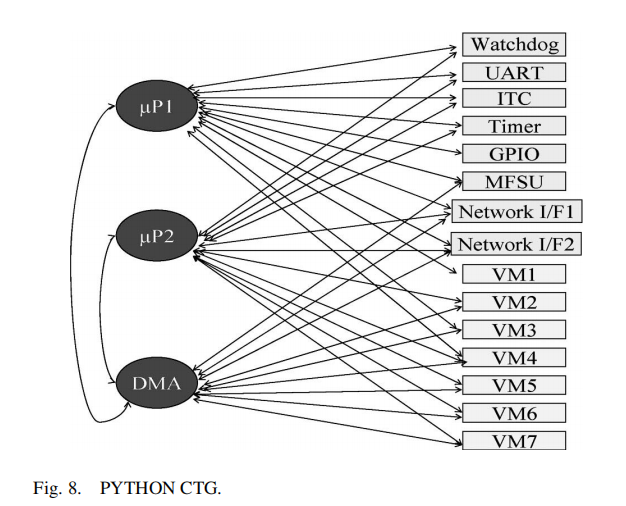 Watchdog
UART
μP1
ITC
Timer
GPIO
MFSU
Network I/F1
μP2
Network I/F2
VM1
VM2
VM3
VM4
DMA
VM5
VM6
VM7
Fig. 8. PYTHON CTG.